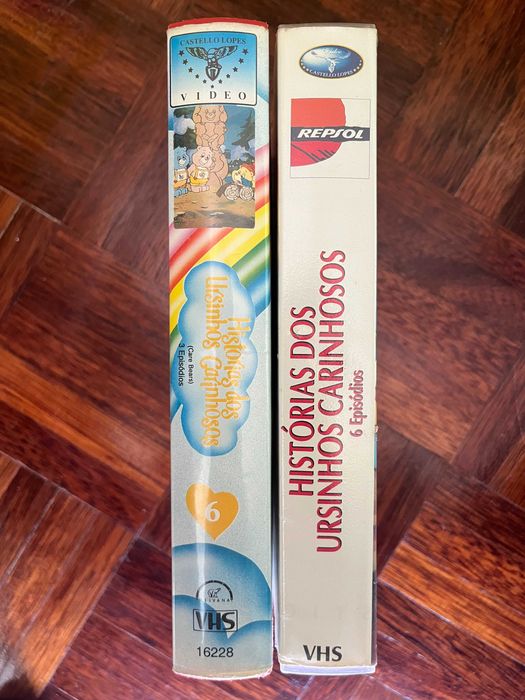 CASTELLO LOPES
VIDEO
Histórias dos
Ursinhos Carinhosos
(Care Bears)
3 Episódios
6
NELVANA
VHS
16228
CASTELLO LOPES
REPSOL
HISTÓRIAS DOS
URSINHOS CARINHOSOS
6 Episódios
VHS